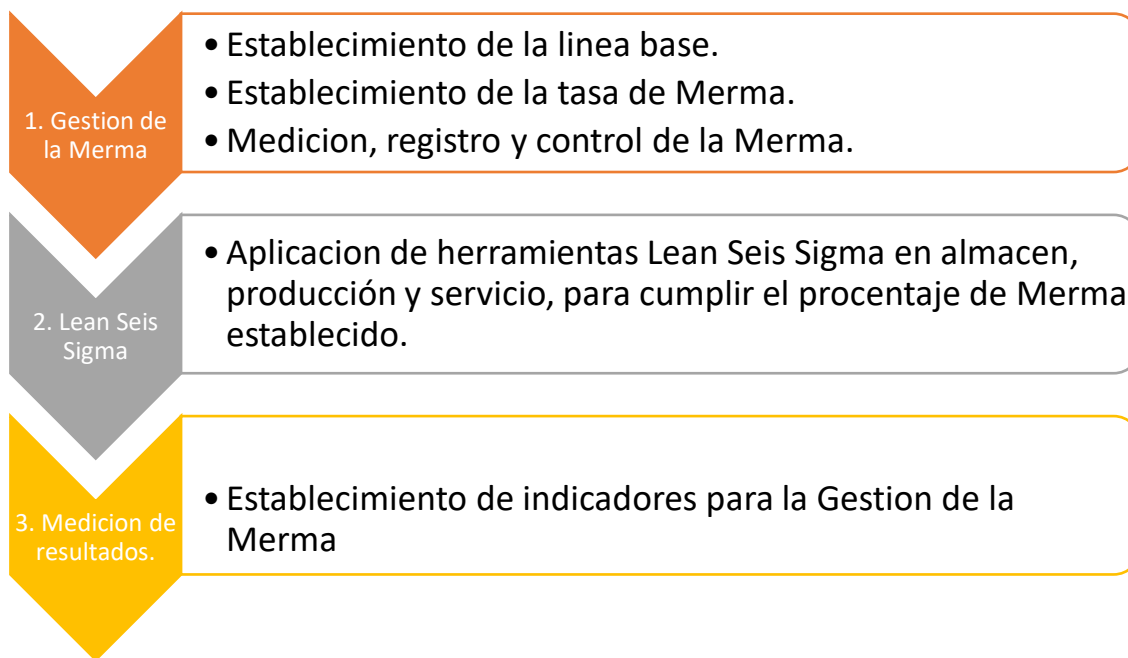 1. Gestion de
la Merma
• Establecimiento de la linea base.
• Establecimiento de la tasa de Merma.
• Medicion, registro y control de la Merma.
2. Lean Seis
Sigma
• Aplicacion de herramientas Lean Seis Sigma en almacen,
producción y servicio, para cumplir el procentaje de Merma
establecido.
3. Medicion de
resultados.
• Establecimiento de indicadores para la Gestion de la
Merma